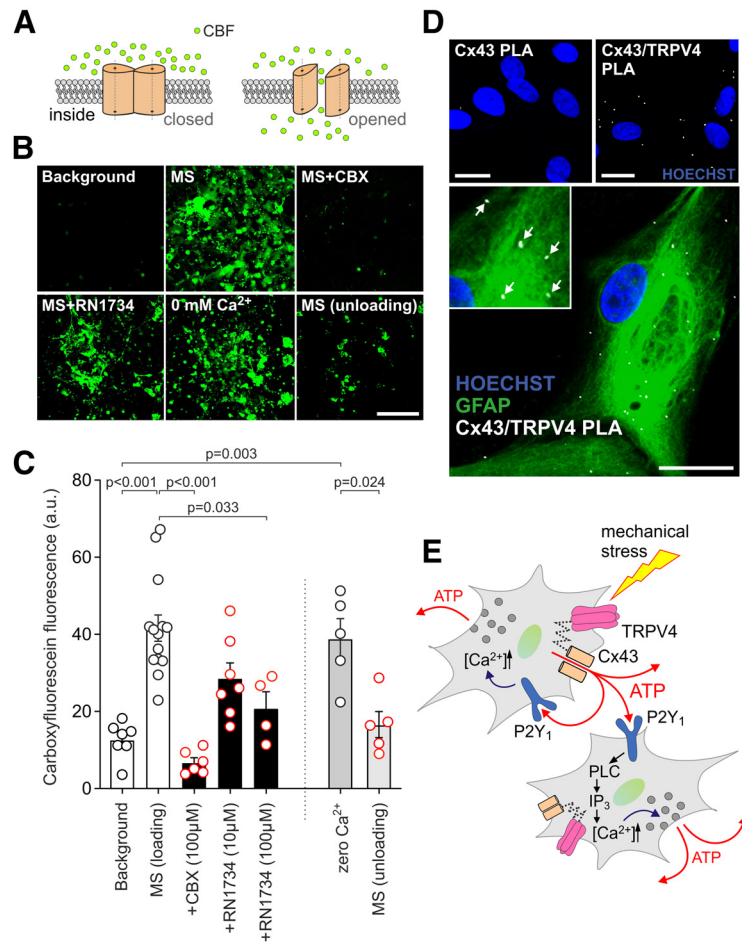 A
CBF
inside
closed
opened
B
Background
MS
MS+CBX
MS+RN1734
0 mM Ca²⁺
MS (unloading)
C
p=0.003
p<0.001
p<0.001
p=0.024
p=0.033
Carboxyfluorescein fluorescence (a.u.)
80
60
40
20
0
Background
MS (loading)
+CBX (100µM)
+RN1734 (10µM)
+RN1734 (100µM)
zero Ca²⁺
MS (unloading)
D
Cx43 PLA
Cx43/TRPV4
PLA
HOECHST
HOECHST
GFAP
Cx43/TRPV4 PLA
E
mechanical
stress
ATP
TRPV4
[Ca²⁺]
Cx43
ATP
P2Y₁
P2Y₁
PLC
IP₃
[Ca²⁺]
ATP